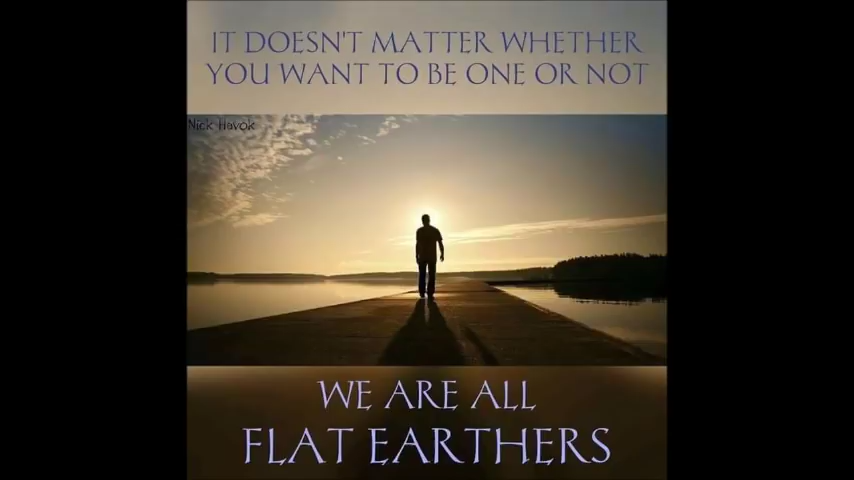 IT DOESN'T MATTER WHETHER
YOU WANT TO BE ONE OR NOT
Nick Havok
WE ARE ALL
FLAT EARTHERS